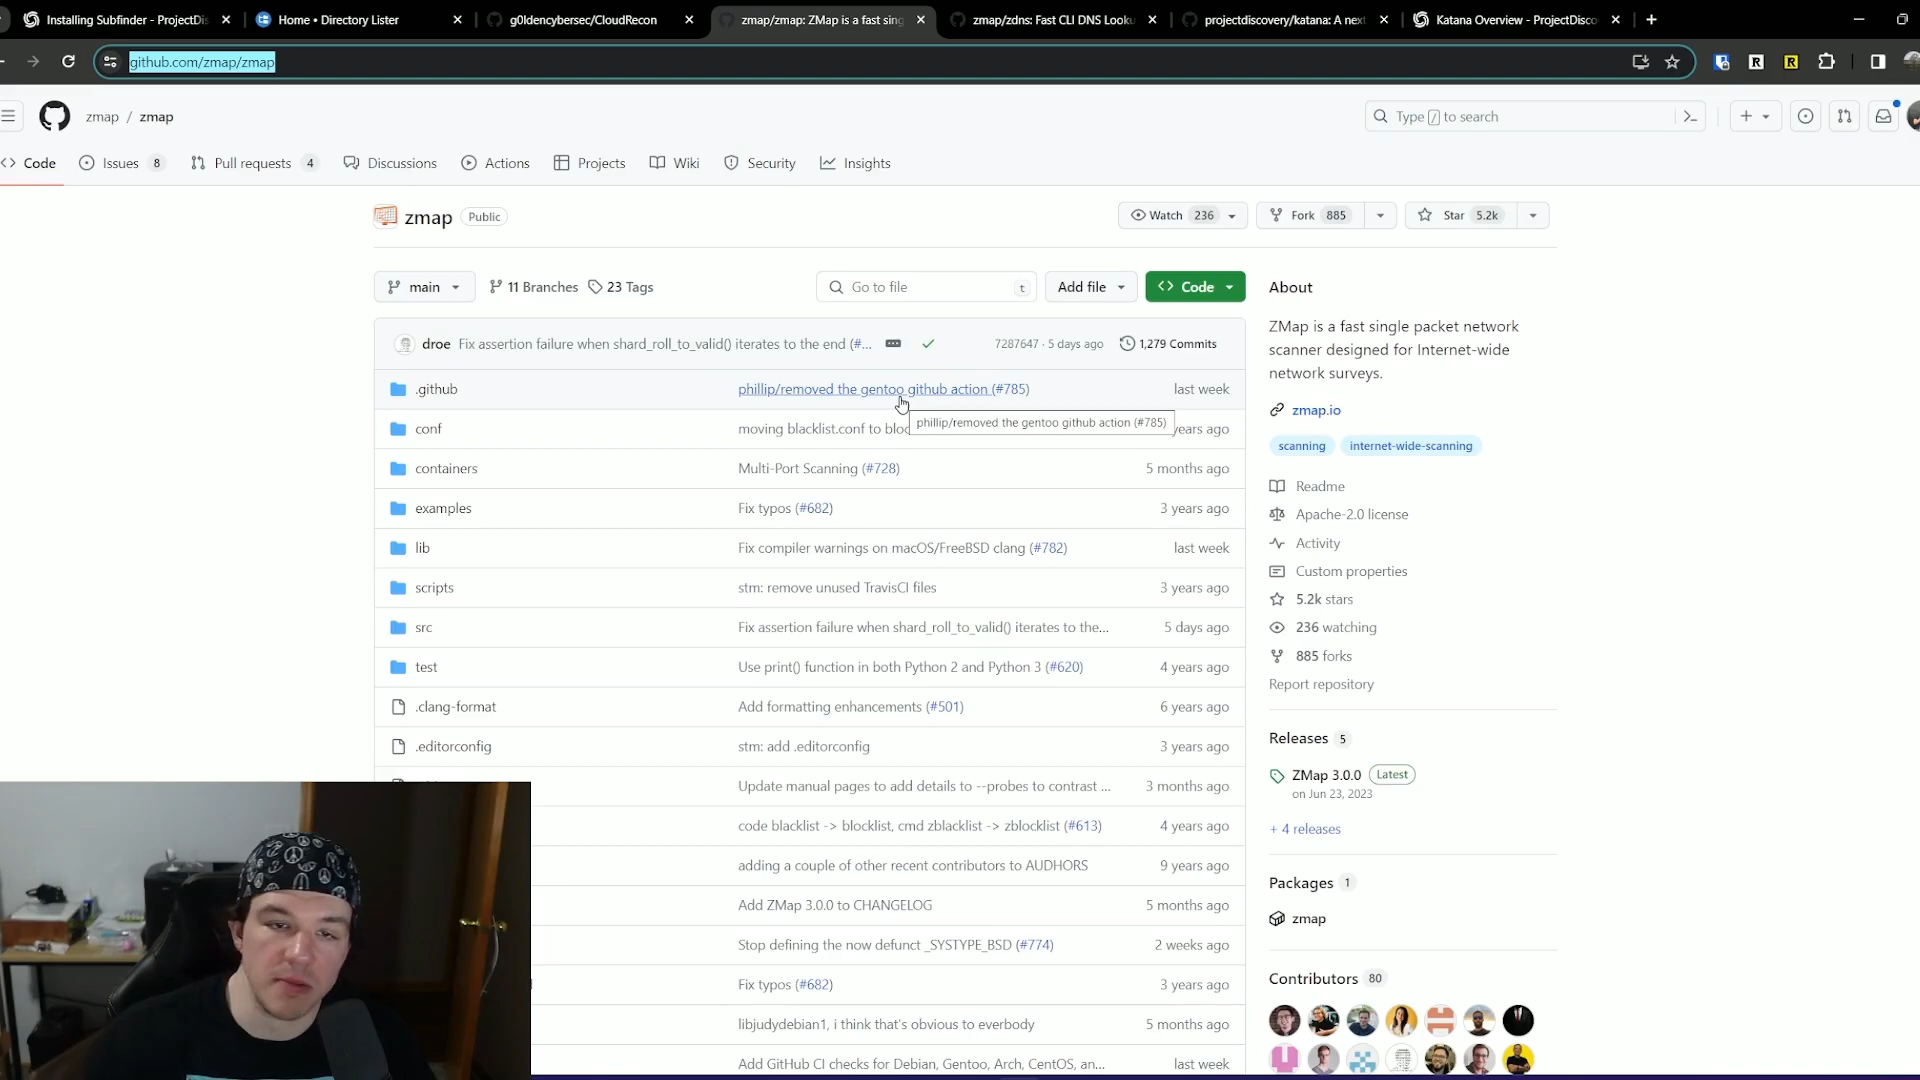 Installing Subfinder - ProjectDis
Home • Directory Lister
g0ldencybersec/CloudRecon
zmap/zmap: ZMap is a fast sing
zmap/zdns: Fast CLI DNS Looku
projectdiscovery/katana: A next
Katana Overview - ProjectDisco
github.com/zmap/zmap
zmap / zmap
Type / to search
Code
Issues 8
Pull requests 4
Discussions
Actions
Projects
Wiki
Security
Insights
zmap Public
Watch 236
Fork 885
Star 5.2k
main
11 Branches
23 Tags
Go to file t
Add file
Code
droe Fix assertion failure when shard_roll_to_valid() iterates to the end (#... 7287647 · 5 days ago 1,279 Commits
.github phillip/removed the gentoo github action (#785) last week
phillip/removed the gentoo github action (#785)
conf moving blacklist.conf to bloc years ago
containers Multi-Port Scanning (#728) 5 months ago
examples Fix typos (#682) 3 years ago
lib Fix compiler warnings on macOS/FreeBSD clang (#782) last week
scripts stm: remove unused TravisCI files 3 years ago
src Fix assertion failure when shard_roll_to_valid() iterates to the... 5 days ago
test Use print() function in both Python 2 and Python 3 (#620) 4 years ago
.clang-format Add formatting enhancements (#501) 6 years ago
.editorconfig stm: add .editorconfig 3 years ago
Update manual pages to add details to --probes to contrast ... 3 months ago
code blacklist -> blocklist, cmd zblacklist -> zblocklist (#613) 4 years ago
adding a couple of other recent contributors to AUDHORS 9 years ago
Add ZMap 3.0.0 to CHANGELOG 5 months ago
Stop defining the now defunct _SYSTYPE_BSD (#774) 2 weeks ago
Fix typos (#682) 3 years ago
libjudydebian1, i think that's obvious to everbody 5 months ago
Add GitHub CI checks for Debian, Gentoo, Arch, CentOS, an... last week
About
ZMap is a fast single packet network
scanner designed for Internet-wide
network surveys.
zmap.io
scanning internet-wide-scanning
Readme
Apache-2.0 license
Activity
Custom properties
5.2k stars
236 watching
885 forks
Report repository
Releases 5
ZMap 3.0.0 Latest
on Jun 23, 2023
+ 4 releases
Packages 1
zmap
Contributors 80